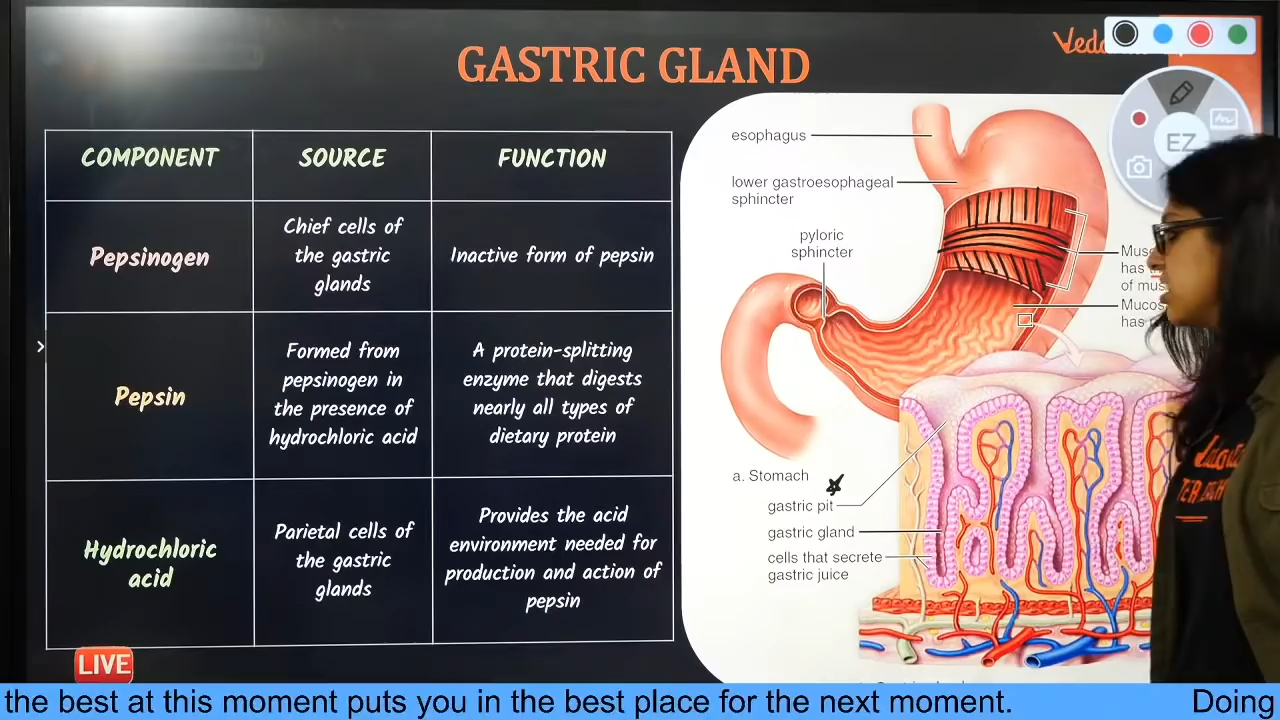 GASTRIC GLAND
COMPONENT
SOURCE
FUNCTION
Pepsinogen
Chief cells of
the gastric
glands
Inactive form of pepsin
Pepsin
Formed from
pepsinogen in
the presence of
hydrochloric acid
A protein-splitting
enzyme that digests
nearly all types of
dietary protein
Hydrochloric
acid
Parietal cells of
the gastric
glands
Provides the acid
environment needed for
production and action of
pepsin
esophagus
lower gastroesophageal
sphincter
pyloric
sphincter
has
of
has
a. Stomach
gastric pit
gastric gland
cells that secrete
gastric juice
EZ
LIVE
the best at this moment puts you in the best place for the next moment.
Doing